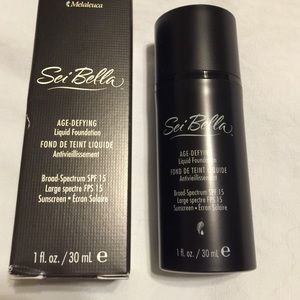 Melaleuca
Sei Bella
AGE-DEFYING
Liquid Foundation
FOND DE TEINT LIQUIDE
Antivieillissement
Broad-Spectrum SPF 15
Large spectre FPS 15
Sunscreen • Écran Solaire
1 fl. oz. / 30 mL e
Sei Bella
AGE-DEFYING
Liquid Foundation
FOND DE TEINT LIQUIDE
Antivieillissement
Broad-Spectrum SPF 15
Large spectre FPS 15
Sunscreen • Écran Solaire
1 fl. oz. / 30 mL e